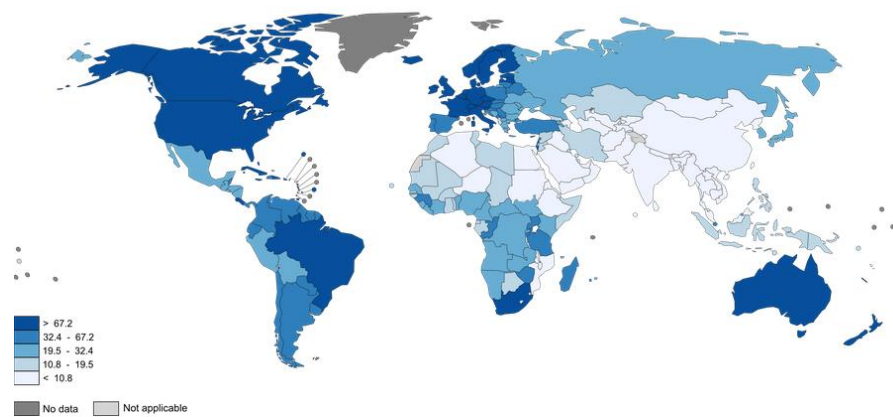 > 67.2
32.4 - 67.2
19.5 - 32.4
10.8 - 19.5
< 10.8
No data Not applicable